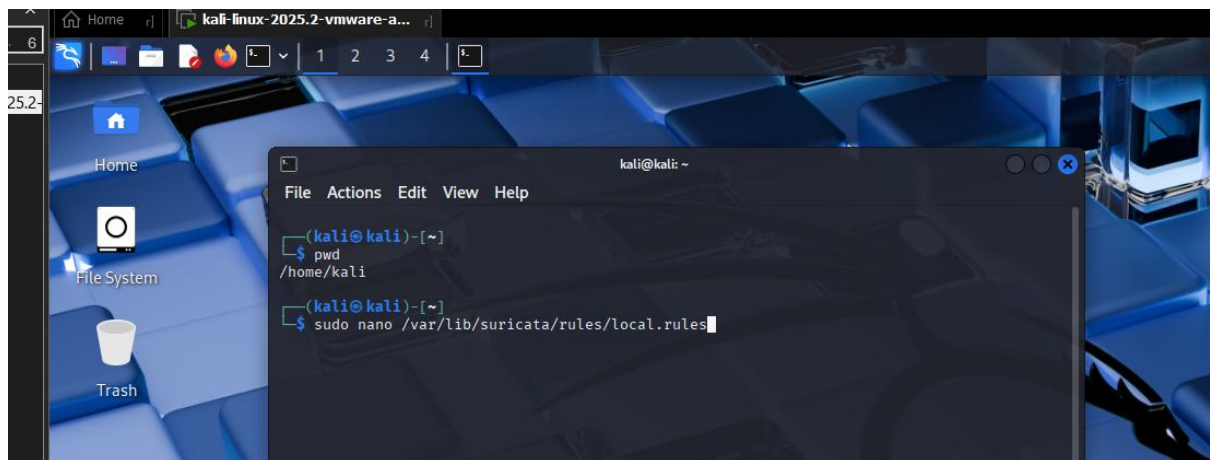 Home r]
kali-linux-2025.2-vmware-a... r]
6
1 2 3 4
25.2-
Home
kali@kali: ~
File Actions Edit View Help
(kali㉿kali)-[~]
$ pwd
/home/kali
File System
(kali㉿kali)-[~]
$ sudo nano /var/lib/suricata/rules/local.rules
Trash